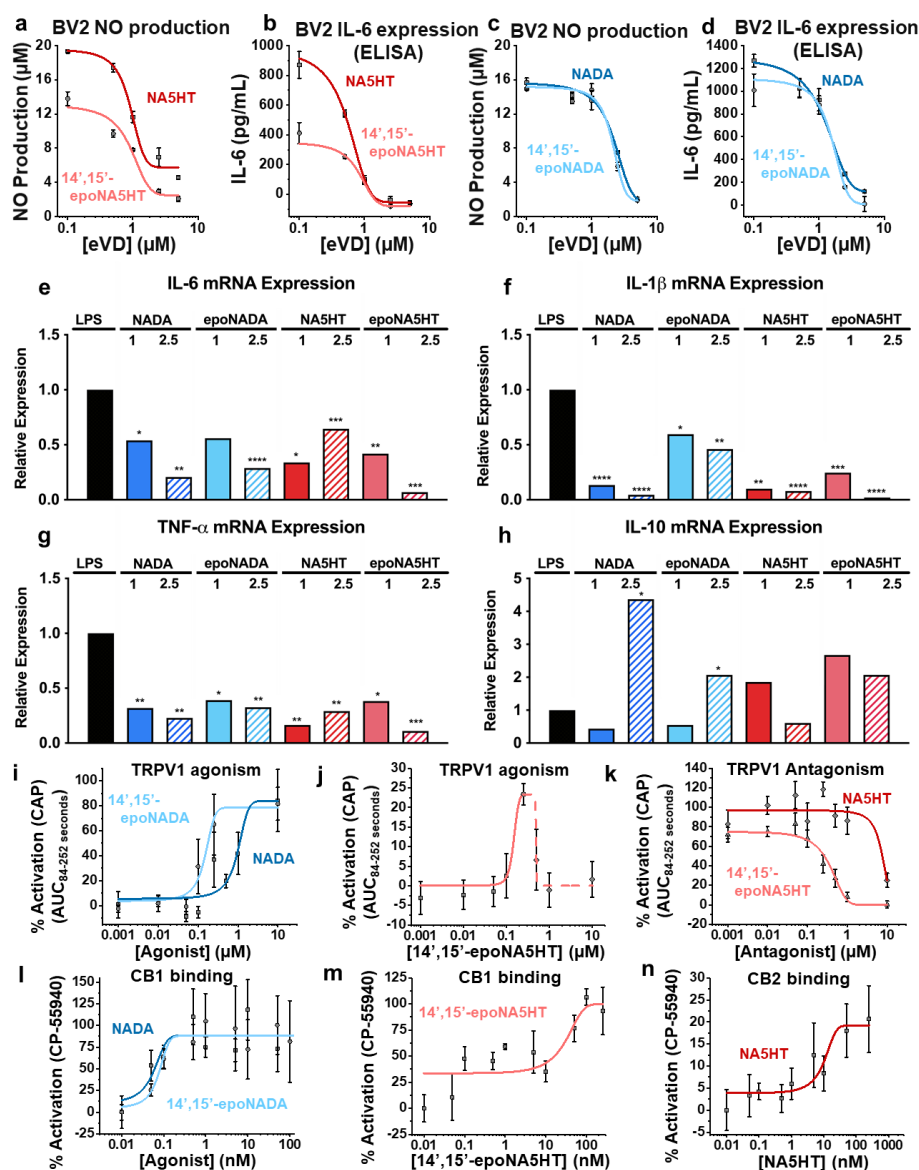 a
BV2 NO production
NO Production (µM)
20
16
12
8
4
0
NA5HT
14',15'-
epoNA5HT
0.1
1
10
[eVD] (µM)
b
BV2 IL-6 expression
(ELISA)
IL-6 (pg/mL)
1000
800
600
400
200
0
NA5HT
14',15'-
epoNA5HT
0.1
1
10
[eVD] (µM)
c
BV2 NO production
NO Production (µM)
20
16
12
8
4
0
NADA
14',15'-
epoNADA
0.1
1
10
[eVD] (µM)
d
BV2 IL-6 expression
(ELISA)
IL-6 (pg/mL)
1400
1200
1000
800
600
400
200
0
NADA
14',15'-
epoNADA
0.1
1
10
[eVD] (µM)
e
IL-6 mRNA Expression
LPS NADA epoNADA NA5HT epoNA5HT
1 2.5 1 2.5 1 2.5 1 2.5
Relative Expression
1.5
1.0
0.5
0.0
* ** **** * *** ** ***
f
IL-1β mRNA Expression
LPS NADA epoNADA NA5HT epoNA5HT
1 2.5 1 2.5 1 2.5 1 2.5
Relative Expression
1.5
1.0
0.5
0.0
**** **** * ** ** **** *** ****
g
TNF-α mRNA Expression
LPS NADA epoNADA NA5HT epoNA5HT
1 2.5 1 2.5 1 2.5 1 2.5
Relative Expression
1.5
1.0
0.5
0.0
** ** * ** ** ** * ***
h
IL-10 mRNA Expression
LPS NADA epoNADA NA5HT epoNA5HT
1 2.5 1 2.5 1 2.5 1 2.5
Relative Expression
5
4
3
2
1
0
* *
i
TRPV1 agonism
% Activation (CAP)
(AUC84-252 seconds)
100
80
60
40
20
0
14',15'-
epoNADA
NADA
0.001 0.01 0.1 1 10
[Agonist] (µM)
j
TRPV1 agonism
% Activation (CAP)
(AUC84-252 seconds)
30
25
20
15
10
5
0
-5
-10
0.001 0.01 0.1 1 10
[14',15'-epoNA5HT] (µM)
k
TRPV1 Antagonism
% Activation (CAP)
(AUC84-252 seconds)
140
120
100
80
60
40
20
0
-20
NA5HT
14',15'-
epoNA5HT
0.001 0.01 0.1 1 10
[Antagonist] (µM)
l
CB1 binding
% Activation (CP-55940)
150
125
100
75
50
25
0
NADA
14',15'-epoNADA
0.01 0.1 1 10 100
[Agonist] (nM)
m
CB1 binding
% Activation (CP-55940)
125
100
75
50
25
0
14',15'-epoNA5HT
0.01 0.1 1 10 100
[14',15'-epoNA5HT] (nM)
n
CB2 binding
% Activation (CP-55940)
30
25
20
15
10
5
0
-5
NA5HT
0.1 1 10 100 1000
[NA5HT] (nM)